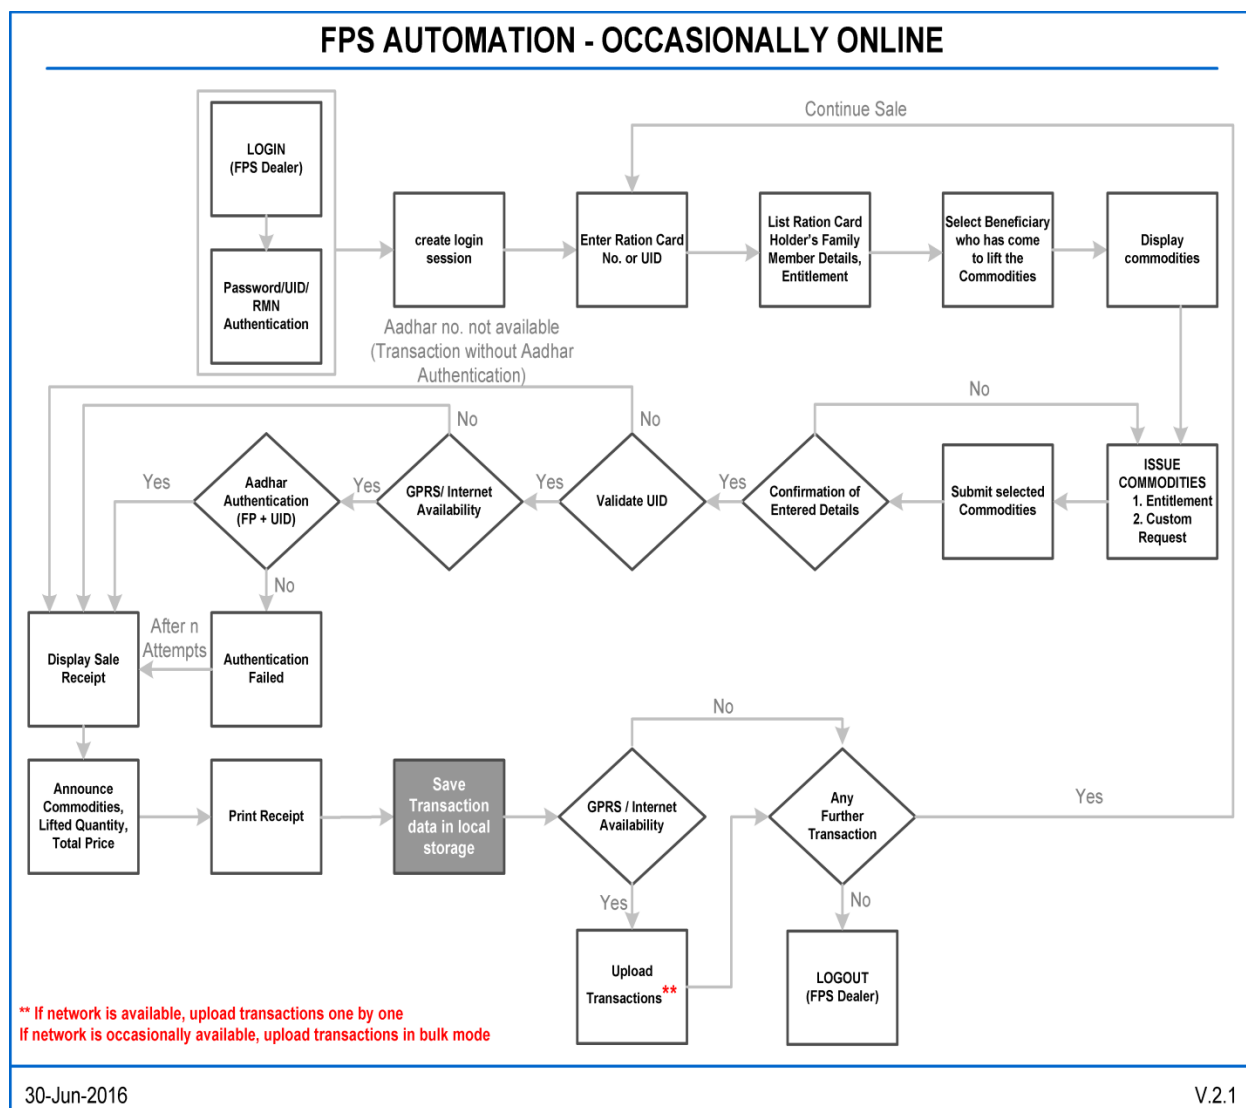 FPS AUTOMATION - OCCASIONALLY ONLINE
Continue Sale
LOGIN
(FPS Dealer)
Password/UID/
RMN
Authentication
create login
session
Enter Ration Card
No. or UID
List Ration Card
Holder's Family
Member Details,
Entitlement
Select Beneficiary
who has come
to lift the
Commodities
Display
commodities
Aadhar no. not available
(Transaction without Aadhar
Authentication)
No
No
No
Yes
Aadhar
Authentication
(FP + UID)
Yes
GPRS/ Internet
Availability
Yes
Validate UID
Yes
Confirmation of
Entered Details
Submit selected
Commodities
ISSUE
COMMODITIES
1. Entitlement
2. Custom
Request
No
Display Sale
Receipt
After n
Attempts
Authentication
Failed
No
Announce
Commodities,
Lifted Quantity,
Total Price
Print Receipt
Save
Transaction
data in local
storage
GPRS / Internet
Availability
Any
Further
Transaction
Yes
Yes
No
Upload
Transactions**
LOGOUT
(FPS Dealer)
** If network is available, upload transactions one by one
If network is occasionally available, upload transactions in bulk mode
30-Jun-2016
V.2.1